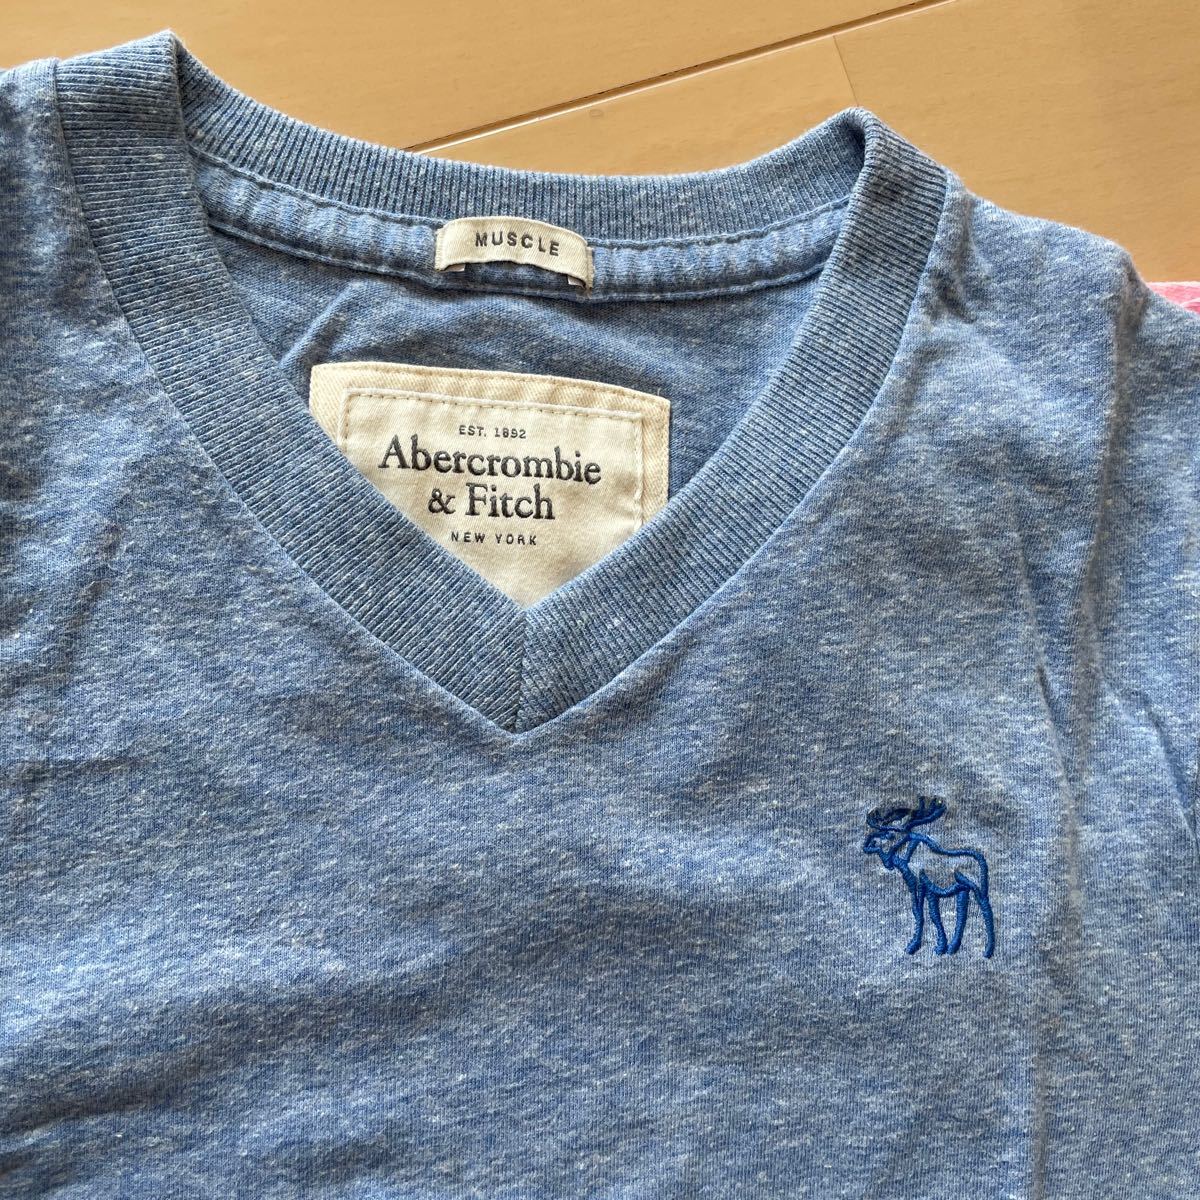 MUSCLE
EST. 1892
Abercrombie
& Fitch
NEW YORK